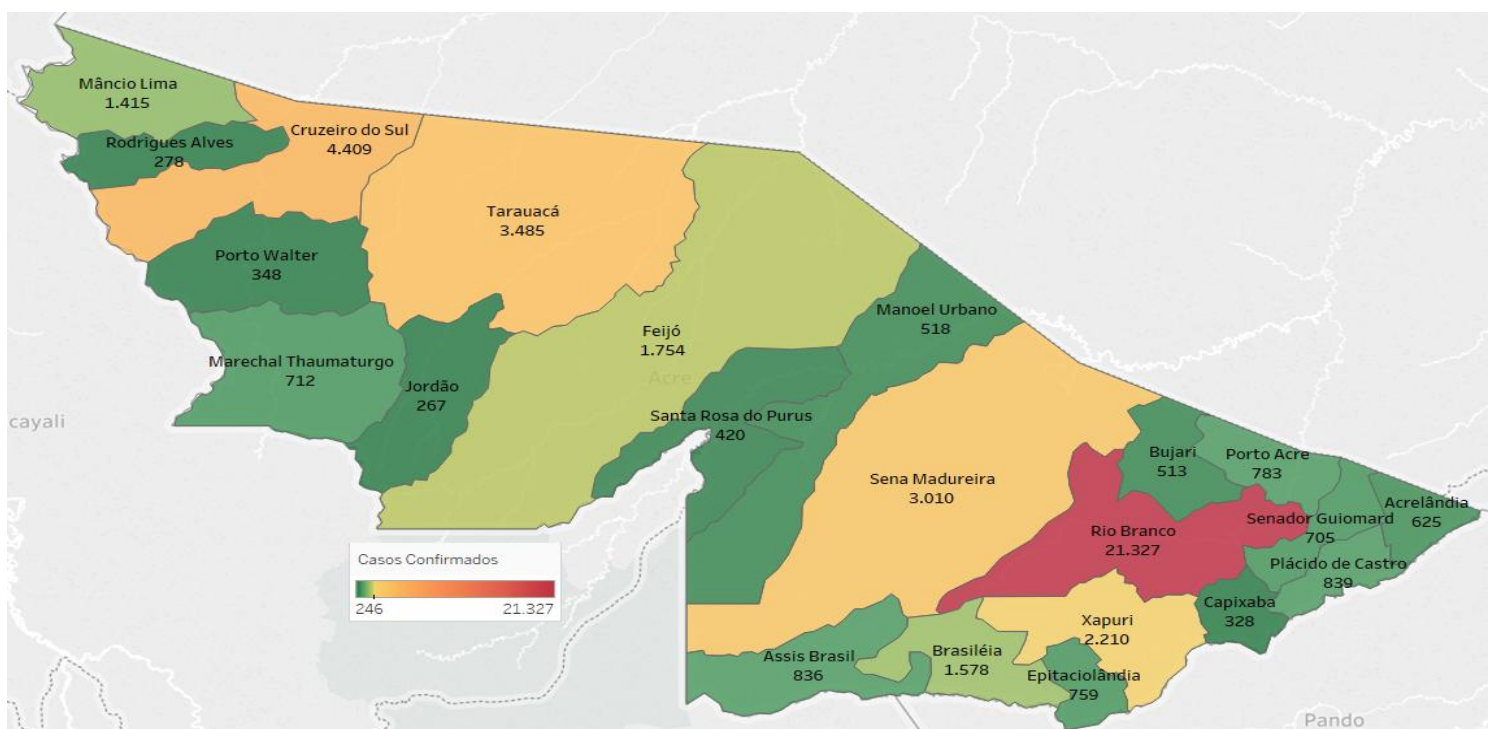 Mâncio Lima
1.415
Rodrigues Alves
278
Cruzeiro do Sul
4.409
Tarauacá
3.485
Porto Walter
348
Marechal Thaumaturgo
712
Jordão
267
Feijó
1.754
Acre
Manoel Urbano
518
Santa Rosa do Purus
420
cayali
Sena Madureira
3.010
Bujari
513
Porto Acre
783
Acrelândia
625
Senador Guiomard
705
Rio Branco
21.327
Plácido de Castro
839
Capixaba
328
Xapuri
2.210
Brasiléia
1.578
Assis Brasil
836
Epitaciolândia
759
Casos Confirmados
246 21.327
Pando